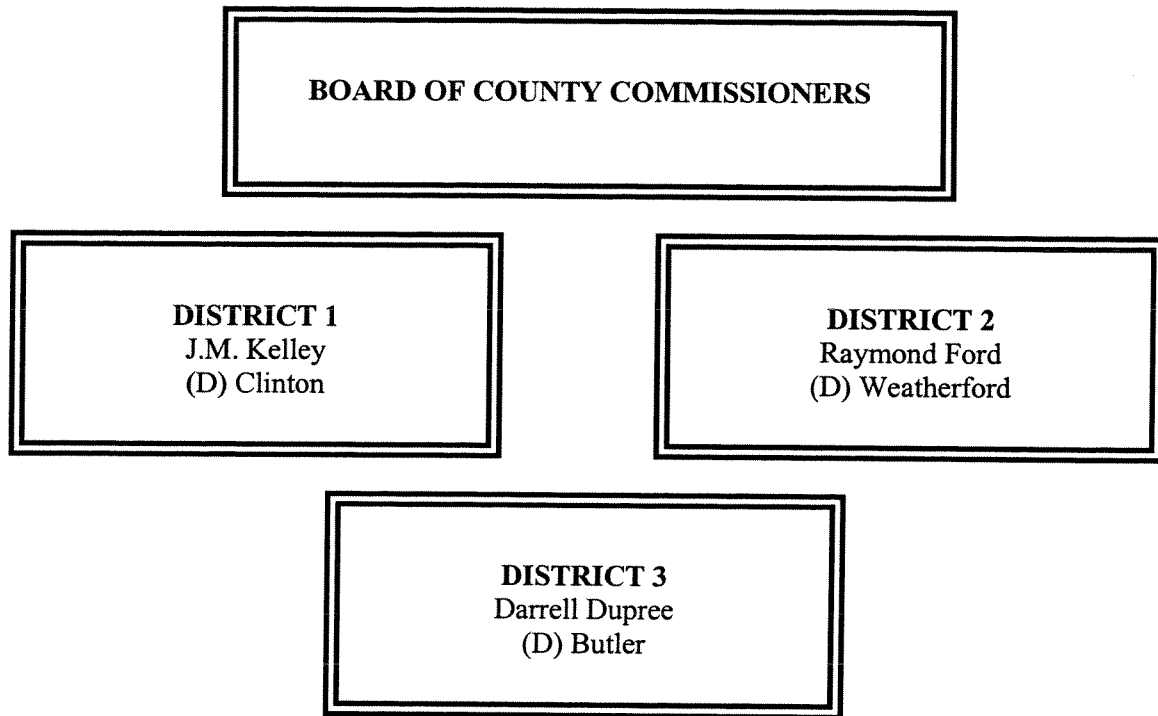 BOARD OF COUNTY COMMISSIONERS
DISTRICT 1
J.M. Kelley
(D) Clinton
DISTRICT 2
Raymond Ford
(D) Weatherford
DISTRICT 3
Darrell Dupree
(D) Butler